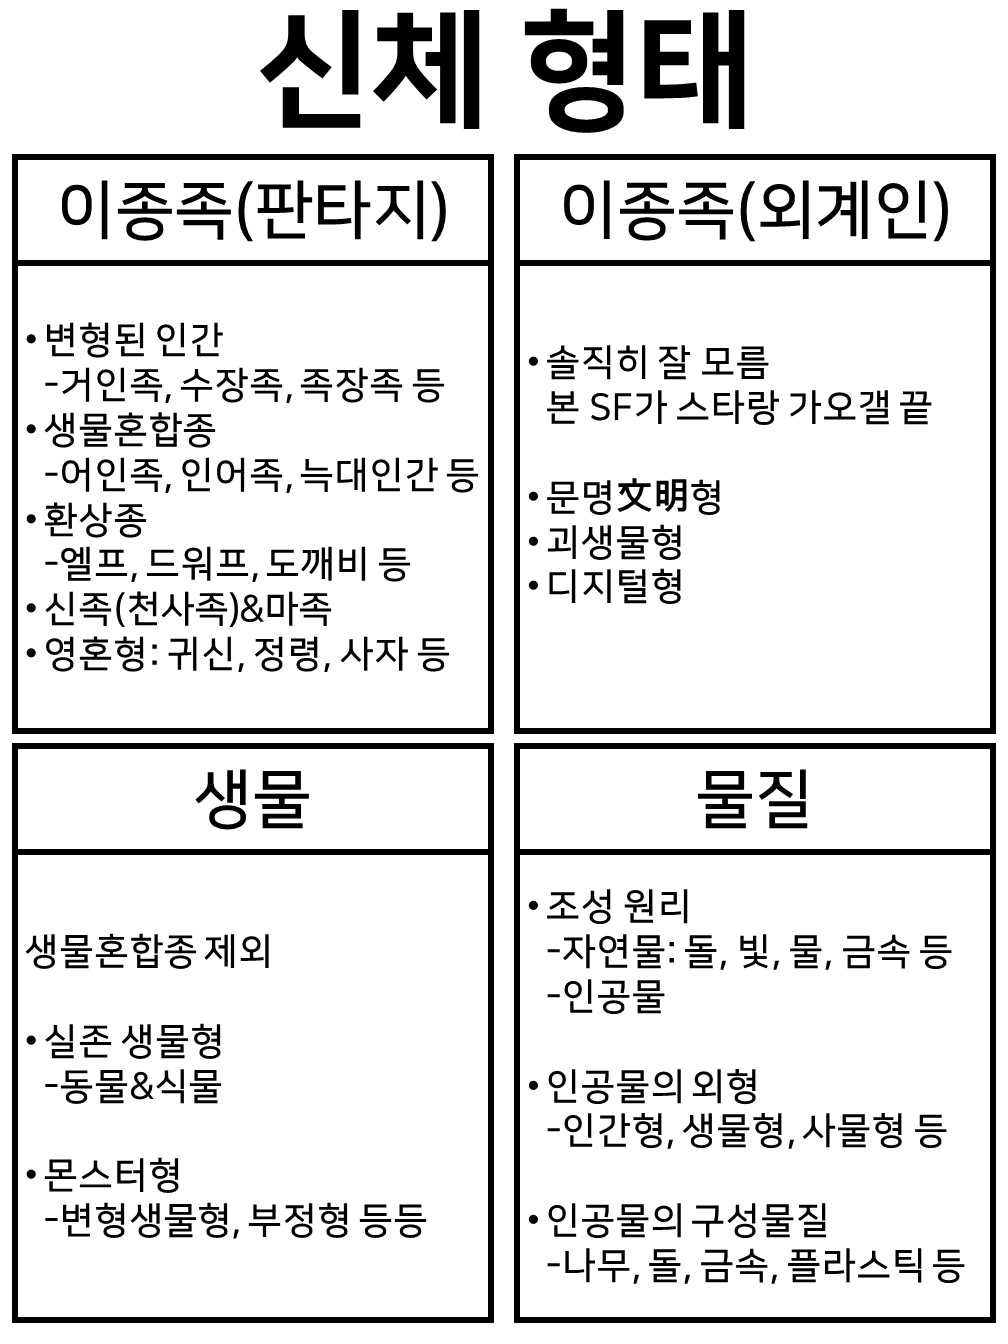 신체 형태
이종족(판타지)
• 변형된 인간
-거인족, 수장족, 족장족 등
• 생물혼합종
-어인족, 인어족, 늑대인간 등
• 환상종
-엘프, 드워프, 도깨비 등
• 신족(천사족)&마족
• 영혼형: 귀신, 정령, 사자 등
이종족(외계인)
• 솔직히 잘 모름
본 SF가 스타랑 가오갤 끝
• 문명文明형
• 괴생물형
• 디지털형
생물
생물혼합종 제외
• 실존 생물형
-동물&식물
• 몬스터형
-변형생물형, 부정형 등등
물질
• 조성 원리
-자연물: 돌, 빛, 물, 금속 등
-인공물
• 인공물의 외형
-인간형, 생물형, 사물형 등
• 인공물의 구성물질
-나무, 돌, 금속, 플라스틱 등